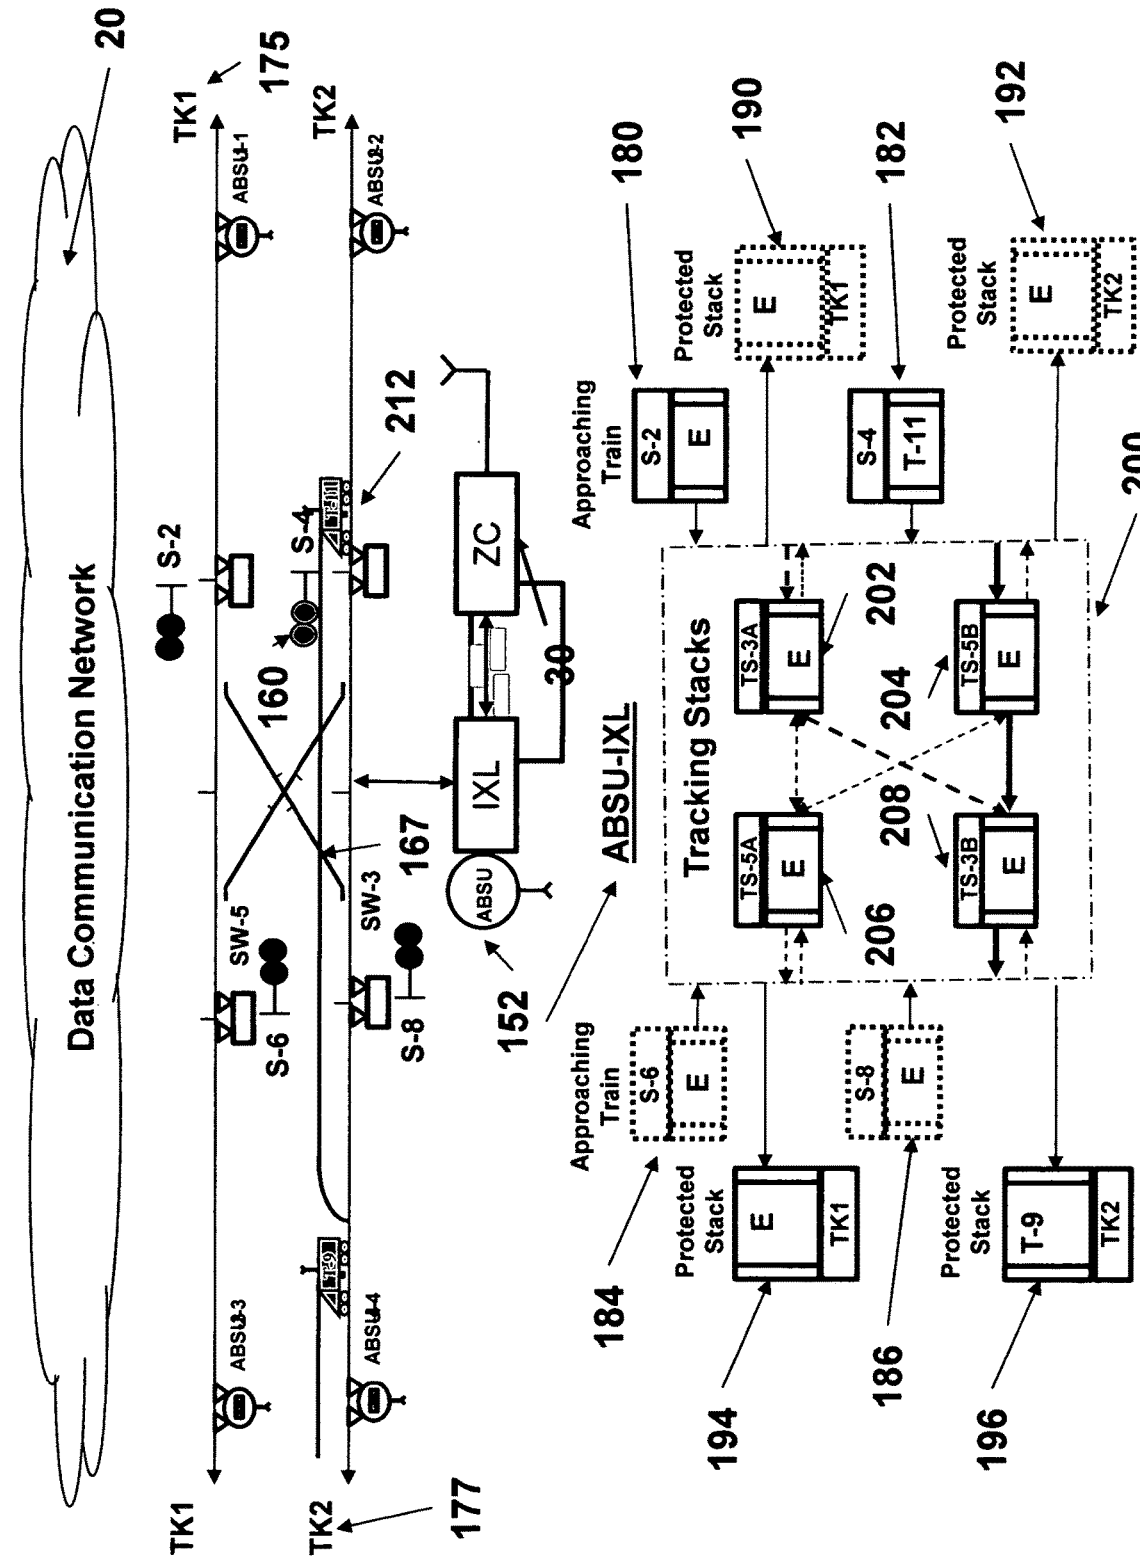 Data Communication Network
20
TK1
TK1
175
ABSU-3
ABSU-1
SW-5
S-6
S-2
160
S-4
T-11
212
TK2
TK2
177
T-9
ABSU-4
ABSU-2
S-8
SW-3
167
ABSU
IXL
ZC
152
30
ABSU-IXL
Approaching
Train
Approaching
Train
184
S-6
E
S-2
E
180
Protected
Stack
E
TK1
194
Tracking Stacks
TS-5A
E
TS-3A
E
206
202
Protected
Stack
E
TK1
190
186
S-8
E
S-4
T-11
182
208
204
TS-3B
E
TS-5B
E
Protected
Stack
T-9
TK2
196
Protected
Stack
E
TK2
192
200